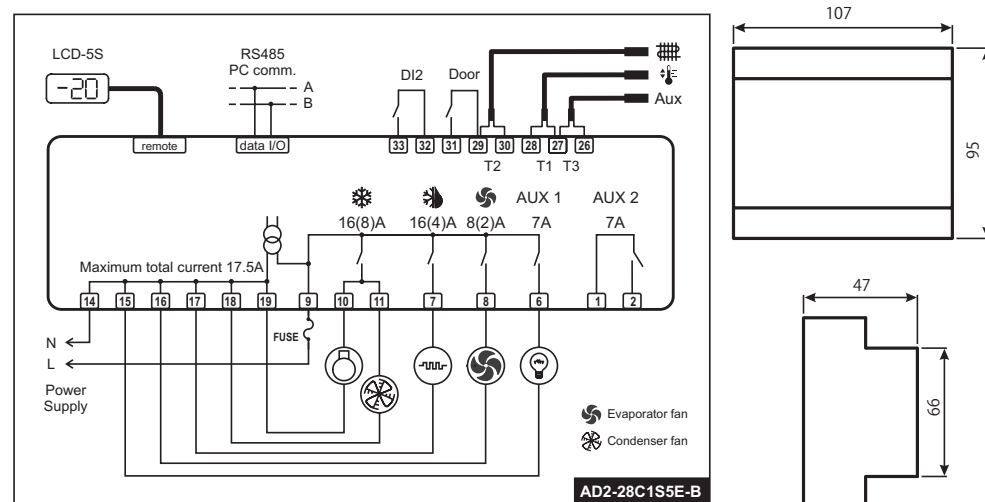 LCD-5S
-20
RS485
PC comm.
A
B
DI2
Door
Aux
remote
data I/O
33 32 31 29 30 28 27 26
T2 T1 T3
AUX 1 AUX 2
16(8)A 16(4)A 8(2)A 7A 7A
Maximum total current 17.5A
14 15 16 17 18 19 9 10 11 7 8 6 1 2
FUSE
N
L
Power
Supply
Evaporator fan
Condenser fan
AD2-28C1S5E-B
107
95
47
66